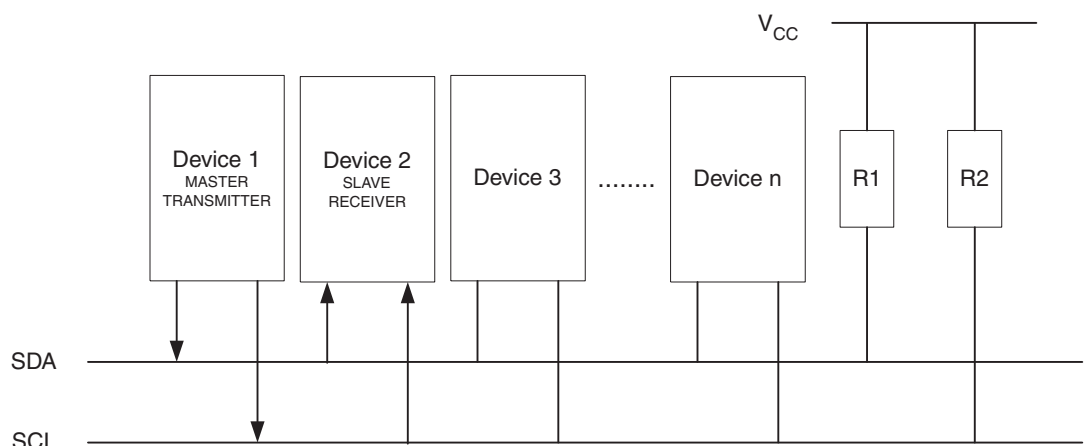 VCC
Device 1
MASTER
TRANSMITTER
Device 2
SLAVE
RECEIVER
Device 3
........
Device n
R1
R2
SDA
SCL